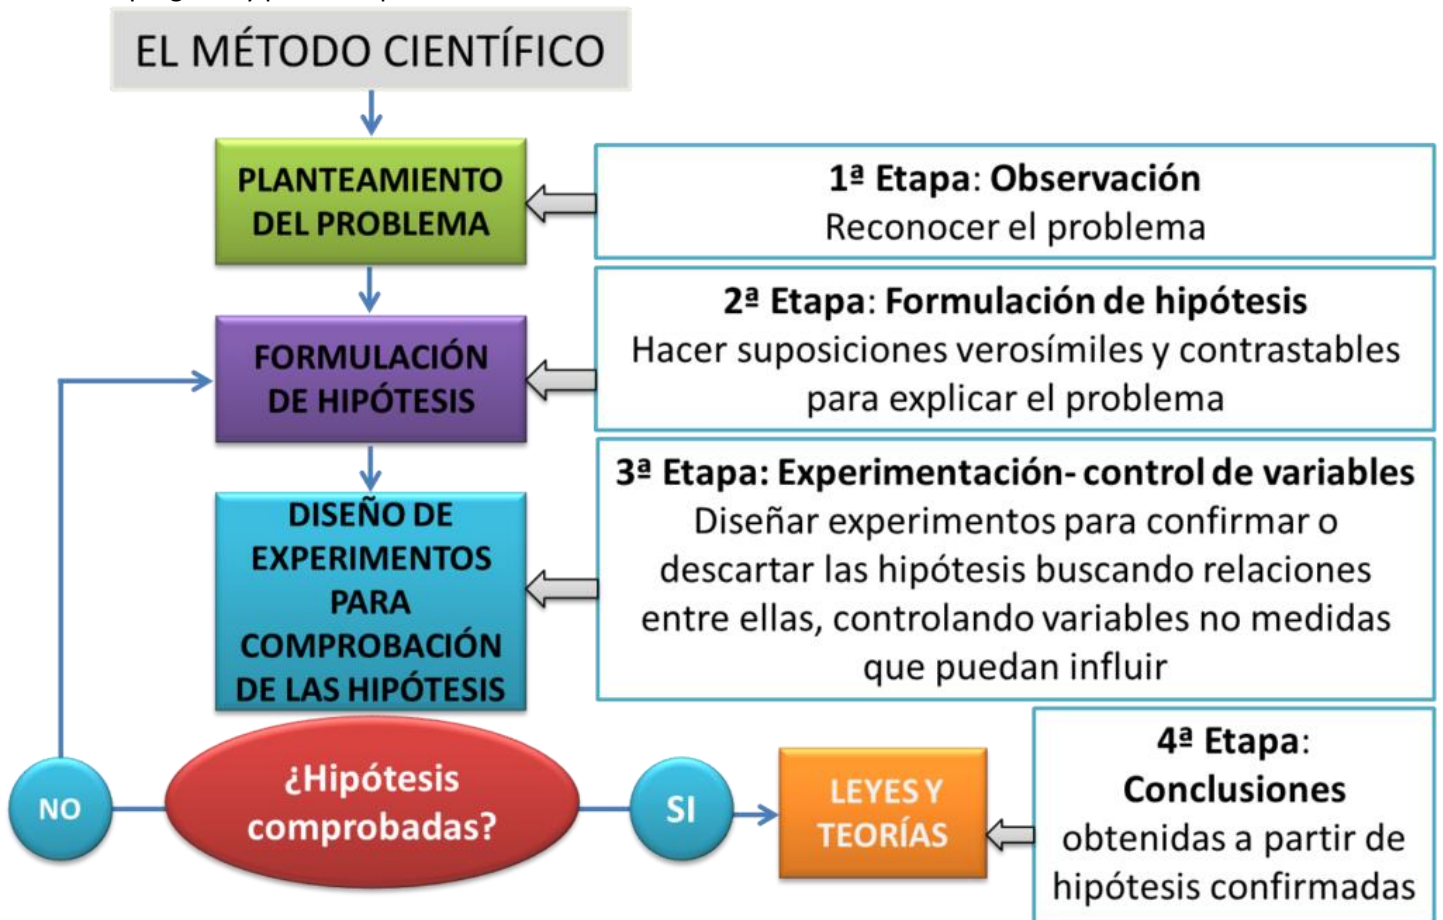 EL MÉTODO CIENTÍFICO
PLANTEAMIENTO
DEL PROBLEMA
1ª Etapa: Observación
Reconocer el problema
FORMULACIÓN
DE HIPÓTESIS
2ª Etapa: Formulación de hipótesis
Hacer suposiciones verosímiles y contrastables
para explicar el problema
DISEÑO DE
EXPERIMENTOS
PARA
COMPROBACIÓN
DE LAS HIPÓTESIS
3ª Etapa: Experimentación- control de variables
Diseñar experimentos para confirmar o
descartar las hipótesis buscando relaciones
entre ellas, controlando variables no medidas
que puedan influir
¿Hipótesis
comprobadas?
NO
SI
LEYES Y
TEORÍAS
4ª Etapa:
Conclusiones
obtenidas a partir de
hipótesis confirmadas